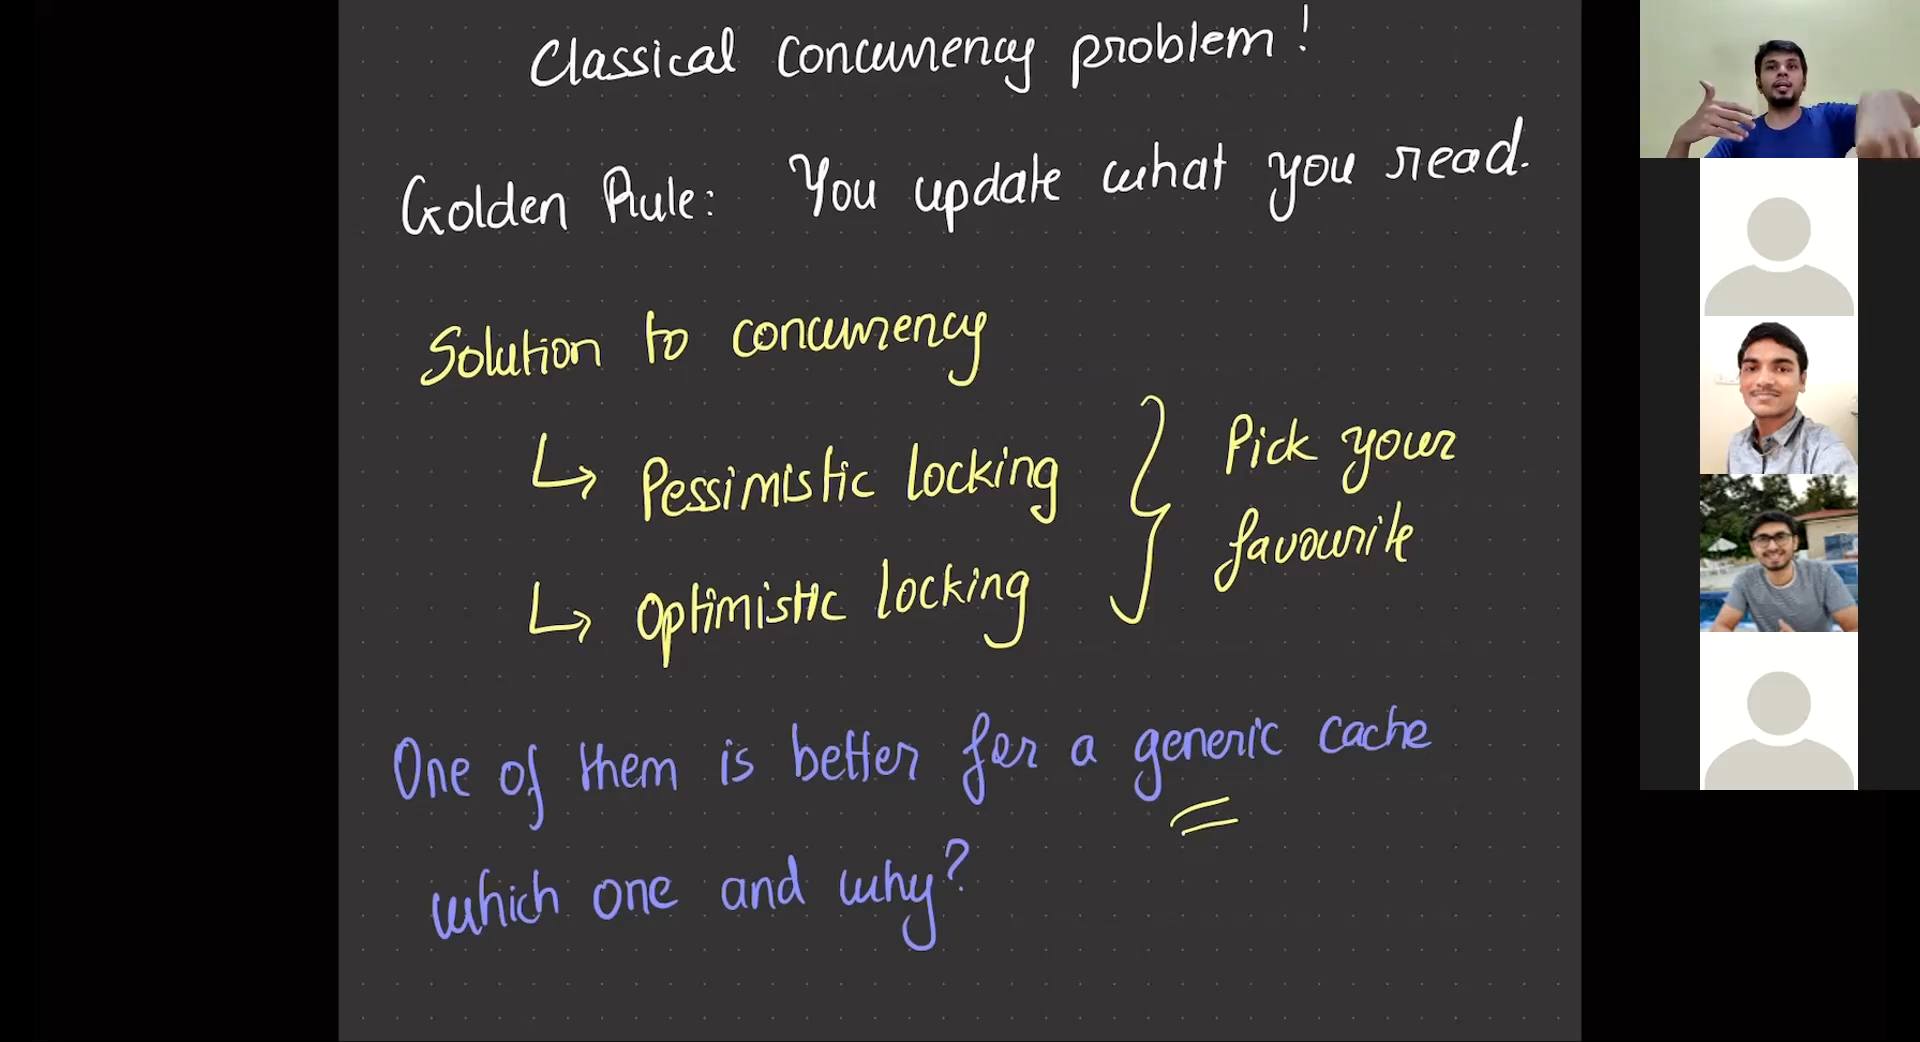 Classical concurrency problem!
Golden Rule: You update what you read.
Solution to concurrency
↳ Pessimistic locking
↳ Optimistic locking
Pick your
favourite
One of them is better for a generic cache
which one and why?